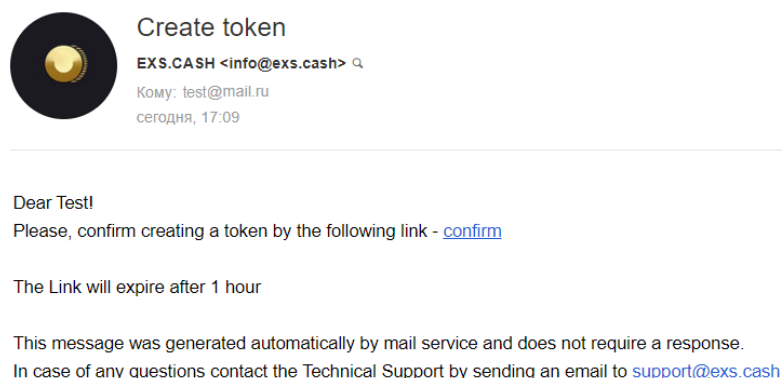 Create token
EXS.CASH <info@exs.cash>
Кому: test@mail.ru
сегодня, 17:09
Dear Test!
Please, confirm creating a token by the following link - confirm
The Link will expire after 1 hour
This message was generated automatically by mail service and does not require a response.
In case of any questions contact the Technical Support by sending an email to support@exs.cash